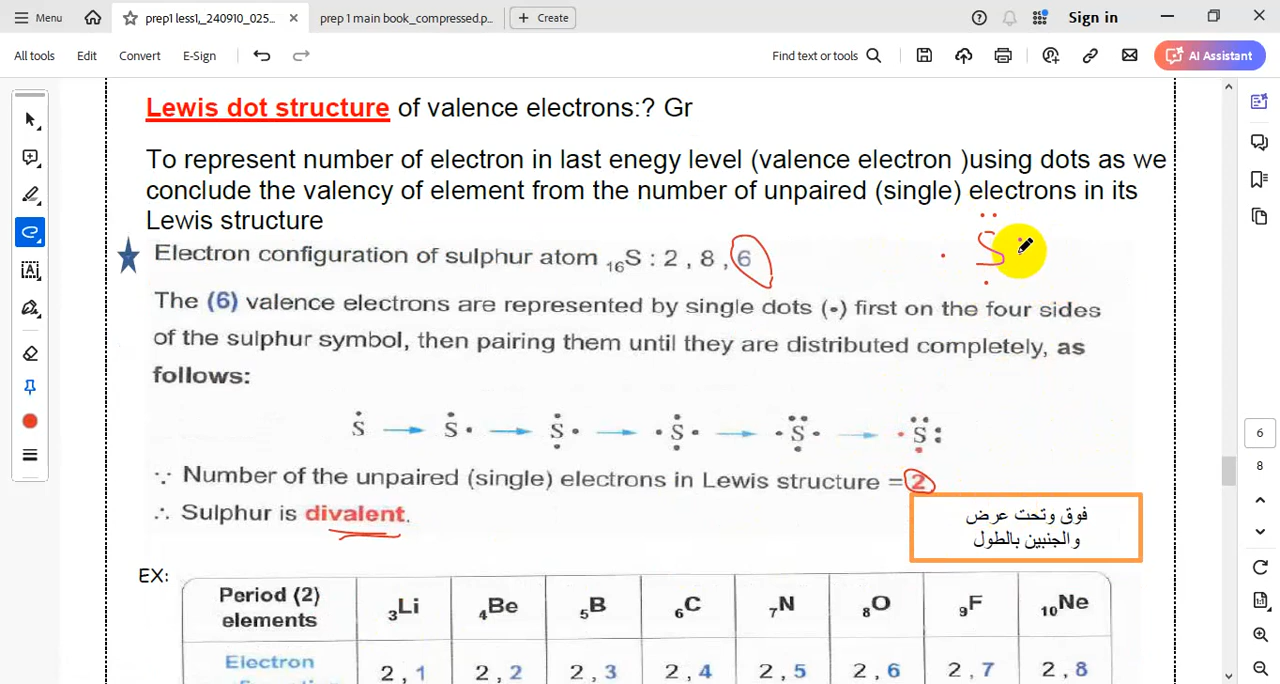 Menu
prep1 less1,_240910_025...
prep 1 main book_compressed.p...
Create
Sign in
All tools
Edit
Convert
E-Sign
Find text or tools
AI Assistant
Lewis dot structure of valence electrons:? Gr
To represent number of electron in last enegy level (valence electron )using dots as we
conclude the valency of element from the number of unpaired (single) electrons in its
Lewis structure
S
Electron configuration of sulphur atom ₁₆S : 2 , 8 , 6
The (6) valence electrons are represented by single dots (•) first on the four sides
of the sulphur symbol, then pairing them until they are distributed completely, as
follows:
S S S S S S
∵ Number of the unpaired (single) electrons in Lewis structure = 2
∴ Sulphur is divalent.
فوق وتحت عرض
والجنبين بالطول
6
8
EX:
Period (2)
elements
₃Li ₄Be ₅B ₆C ₇N ₈O ₉F ₁₀Ne
Electron
2 , 1 2 , 2 2 , 3 2 , 4 2 , 5 2 , 6 2 , 7 2 , 8